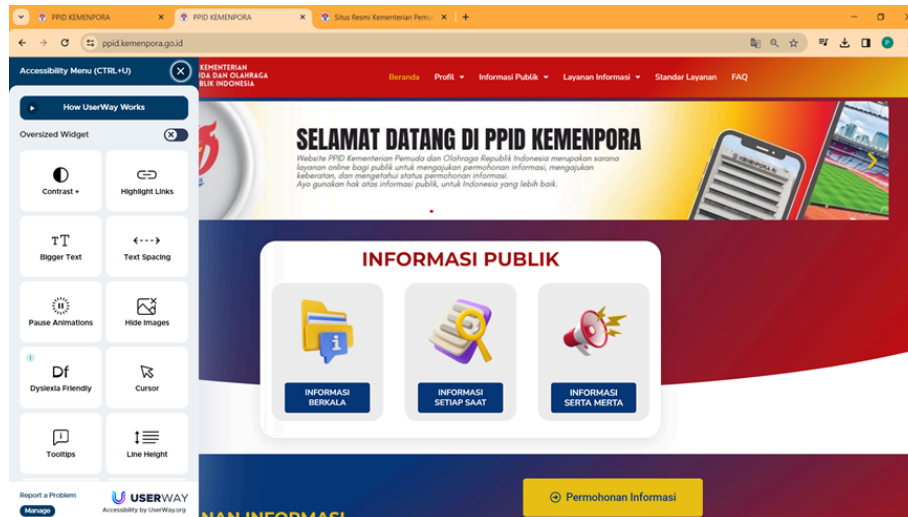 PPID KEMENPORA
PPID KEMENPORA
Situs Resmi Kementerian Pemu
ppid.kemenpora.go.id
Accessibility Menu (CTRL+U)
How UserWay Works
Oversized Widget
Contrast +
Highlight Links
TT
Bigger Text
Text Spacing
Pause Animations
Hide Images
Df
Dyslexia Friendly
Cursor
Tooltips
Line Height
Report a Problem
Manage
USERWAY
Accessibility by UserWay.org
KEMENTERIAN
DA DAN OLAHRAGA
BLIK INDONESIA
Beranda Profil Informasi Publik Layanan Informasi Standar Layanan FAQ
SELAMAT DATANG DI PPID KEMENPORA
Website PPID Kementerian Pemuda dan Olahraga Republik Indonesia merupakan sarana
layanan online bagi publik untuk mengajukan permohonan informasi, mengajukan
keberatan, dan mengetahui status permohonan informasi.
Ayo gunakan hak atas informasi publik, untuk Indonesia yang lebih baik.
INFORMASI PUBLIK
INFORMASI
BERKALA
INFORMASI
SETIAP SAAT
INFORMASI
SERTA MERTA
Permohonan Informasi
NAN INFORMASI